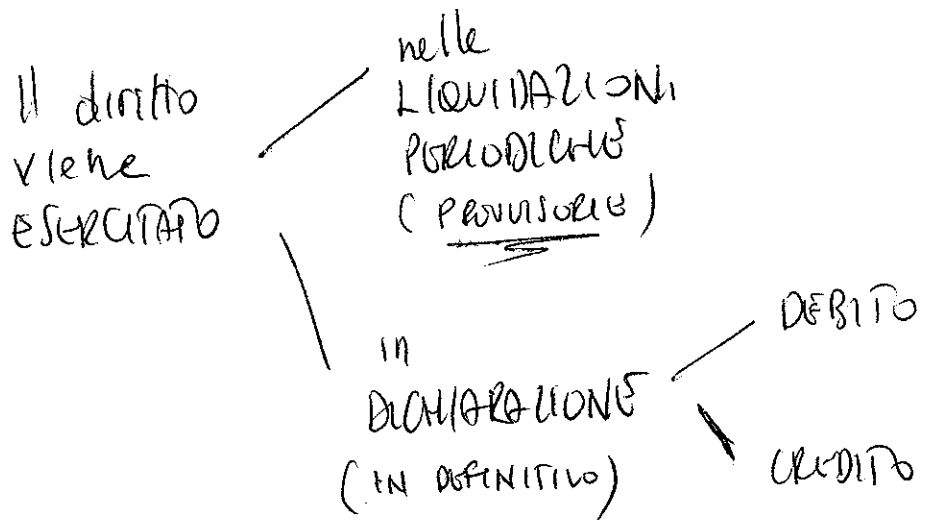 Il diritto
viene
ESERCITATO
nelle
LIQUIDAZIONI
PERIODICHE
(PROVVISORIE)
in
DICHIARAZIONE
(IN DEFINITIVO)
DEBITO
CREDITO